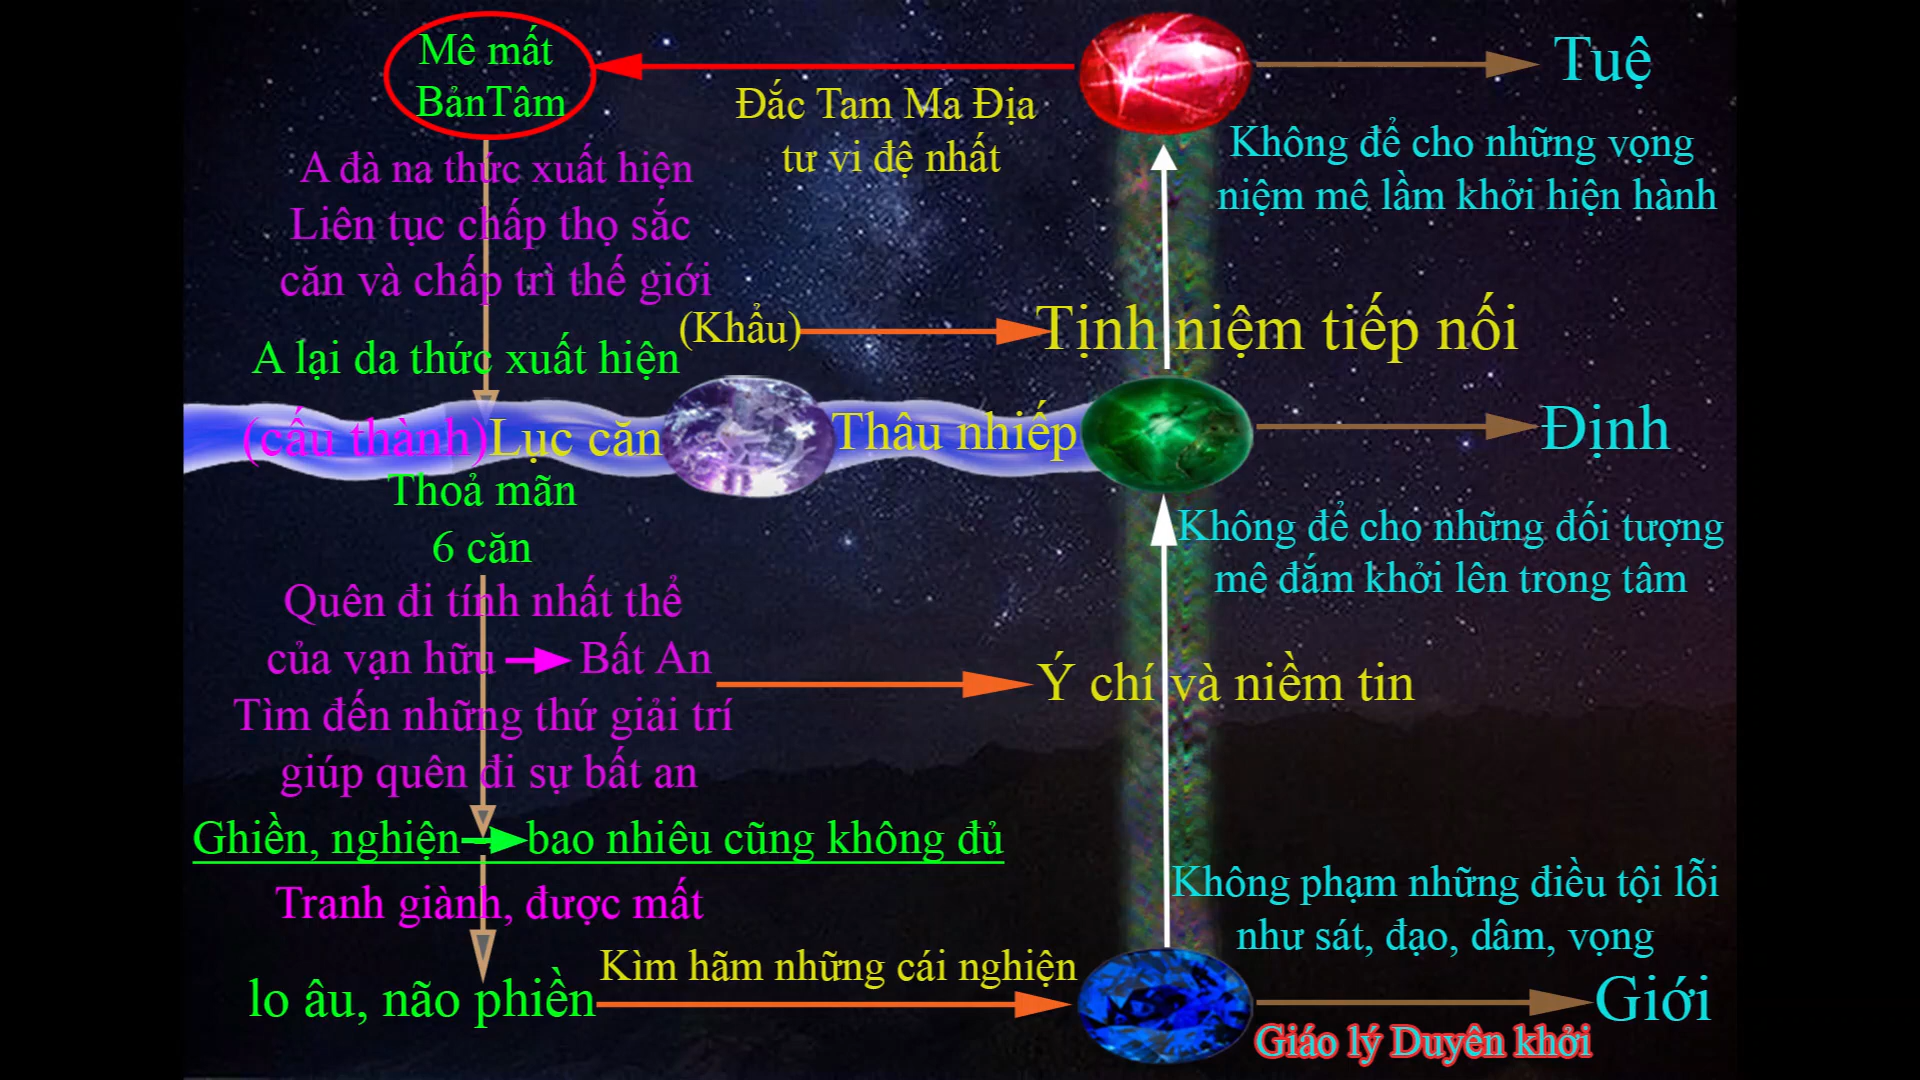 Mê mất
BảnTâm
Đắc Tam Ma Địa
tư vi đệ nhất
Tuệ
Không để cho những vọng
niệm mê lầm khởi hiện hành
A đà na thức xuất hiện
Liên tục chấp thọ sắc
căn và chấp trì thế giới
(Khẩu)
Tịnh niệm tiếp nối
A lại da thức xuất hiện
(cấu thành)Lục căn
Thâu nhiếp
Định
Thoả mãn
6 căn
Không để cho những đối tượng
mê đắm khởi lên trong tâm
Quên đi tính nhất thể
của vạn hữu Bất An
Tìm đến những thứ giải trí
giúp quên đi sự bất an
Ý chí và niềm tin
Ghiền, nghiện bao nhiêu cũng không đủ
Tranh giành, được mất
Không phạm những điều tội lỗi
như sát, đạo, dâm, vọng
lo âu, não phiền
Kìm hãm những cái nghiện
Giới
Giáo lý Duyên khởi